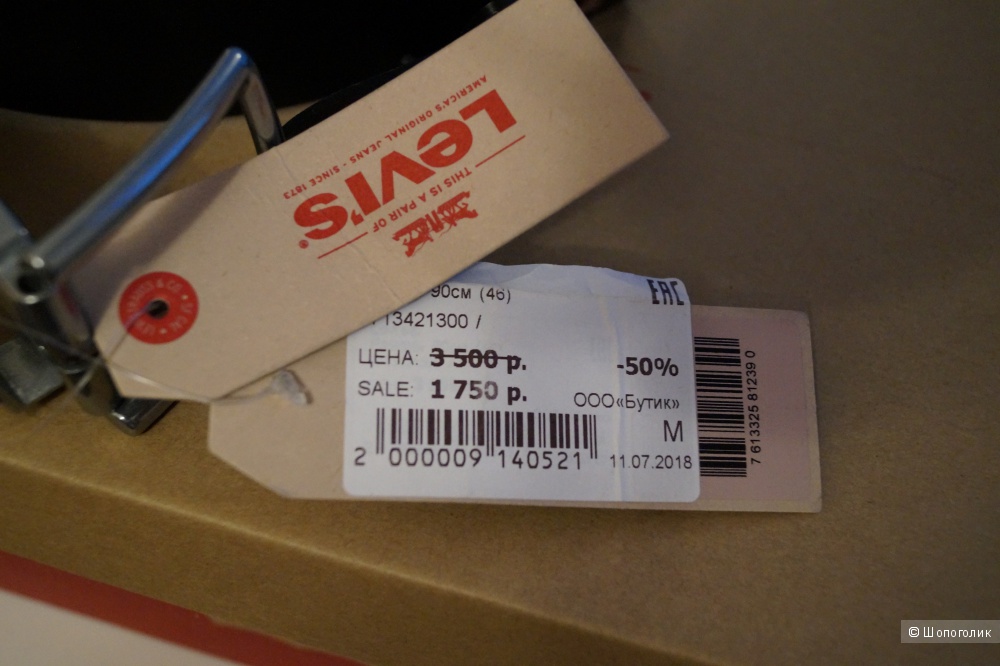 LEVI'S®
AMERICA'S ORIGINAL JEANS - SINCE 1873
THIS IS A PAIR OF
90см (46)
EAC
13421300 /
ЦЕНА: 3 500 р. -50%
SALE: 1 750 р. ООО«Бутик»
M
2 000009 140521 11.07.2018
7 613325 81239 0
© Шопоголик